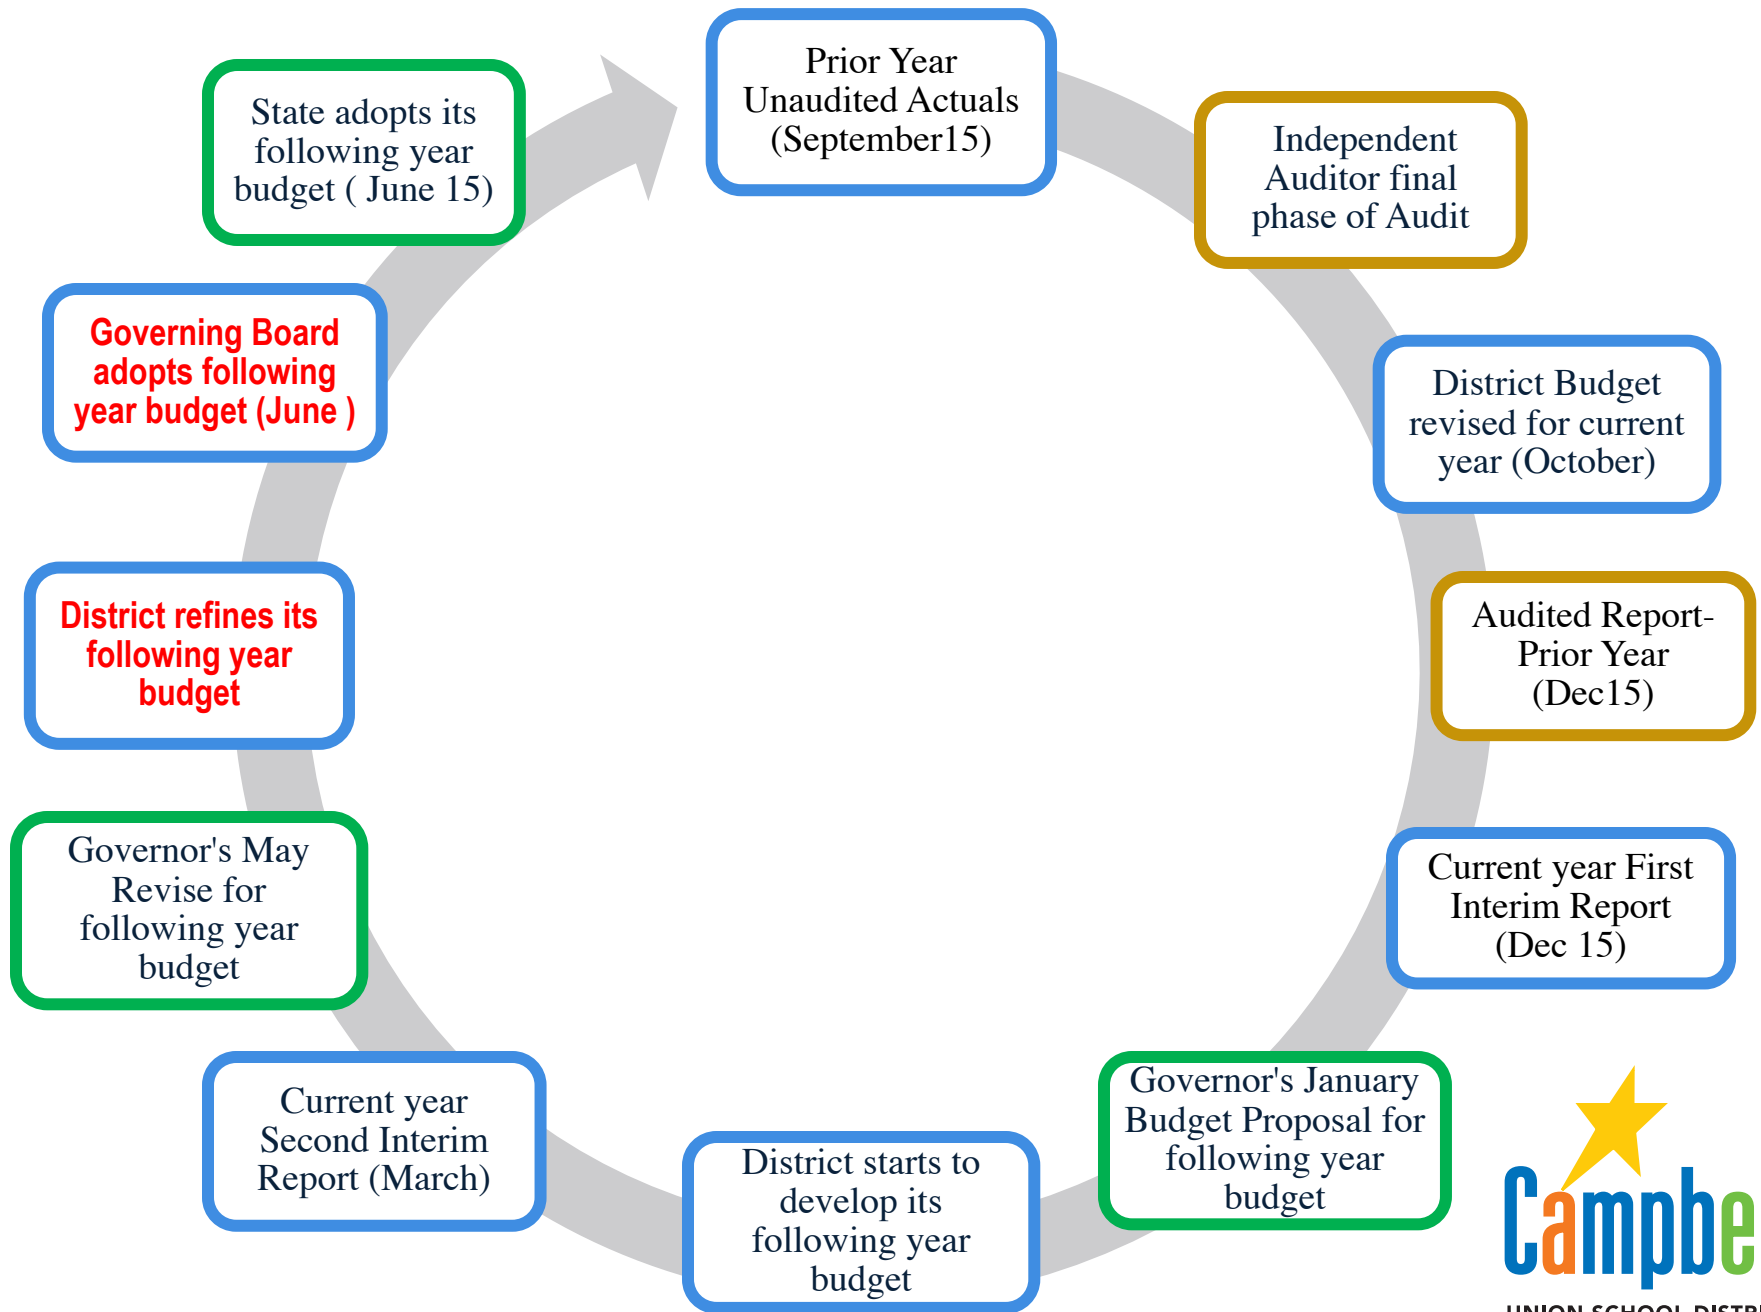 Prior Year
Unaudited Actuals
(September15)
Independent
Auditor final
phase of Audit
District Budget
revised for current
year (October)
Audited Report-
Prior Year
(Dec15)
Current year First
Interim Report
(Dec 15)
Governor's January
Budget Proposal for
following year
budget
District starts to
develop its
following year
budget
Current year
Second Interim
Report (March)
Governor's May
Revise for
following year
budget
District refines its
following year
budget
Governing Board
adopts following
year budget (June )
State adopts its
following year
budget ( June 15)
Campbe
UNION SCHOOL DISTR